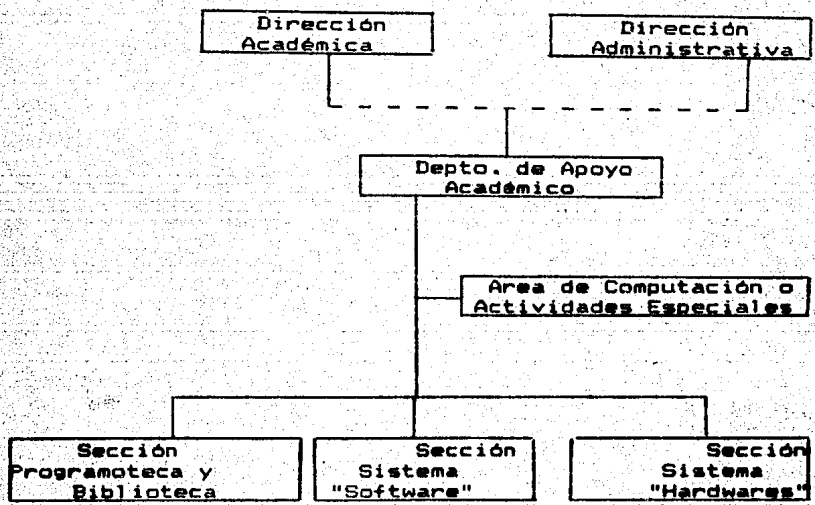 Dirección
Académica
Dirección
Administrativa
Depto. de Apoyo
Académico
Area de Computación o
Actividades Especiales
Sección
Programoteca y
Biblioteca
Sección
Sistema
"Software"
Sección
Sistema
"Hardwares"